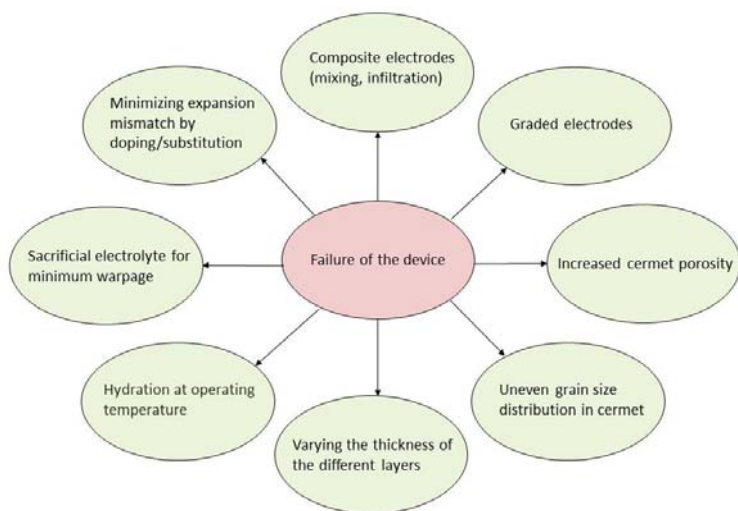 Composite electrodes
(mixing, infiltration)
Minimizing expansion
mismatch by
doping/substitution
Graded electrodes
Sacrificial electrolyte for
minimum warpage
Failure of the device
Increased cermet porosity
Hydration at operating
temperature
Uneven grain size
distribution in cermet
Varying the thickness of
the different layers